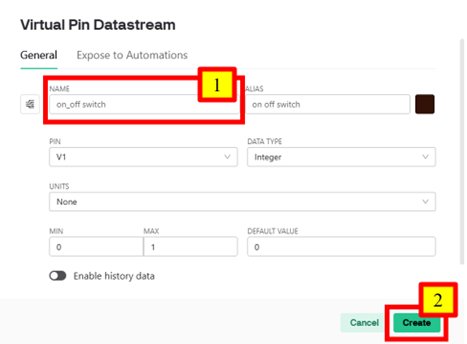 Virtual Pin Datastream
General Expose to Automations
1
NAME ALIAS
on_off switch on off switch
PIN DATA TYPE
V1 Integer
UNITS
None
MIN MAX DEFAULT VALUE
0 1 0
Enable history data
2
Cancel Create